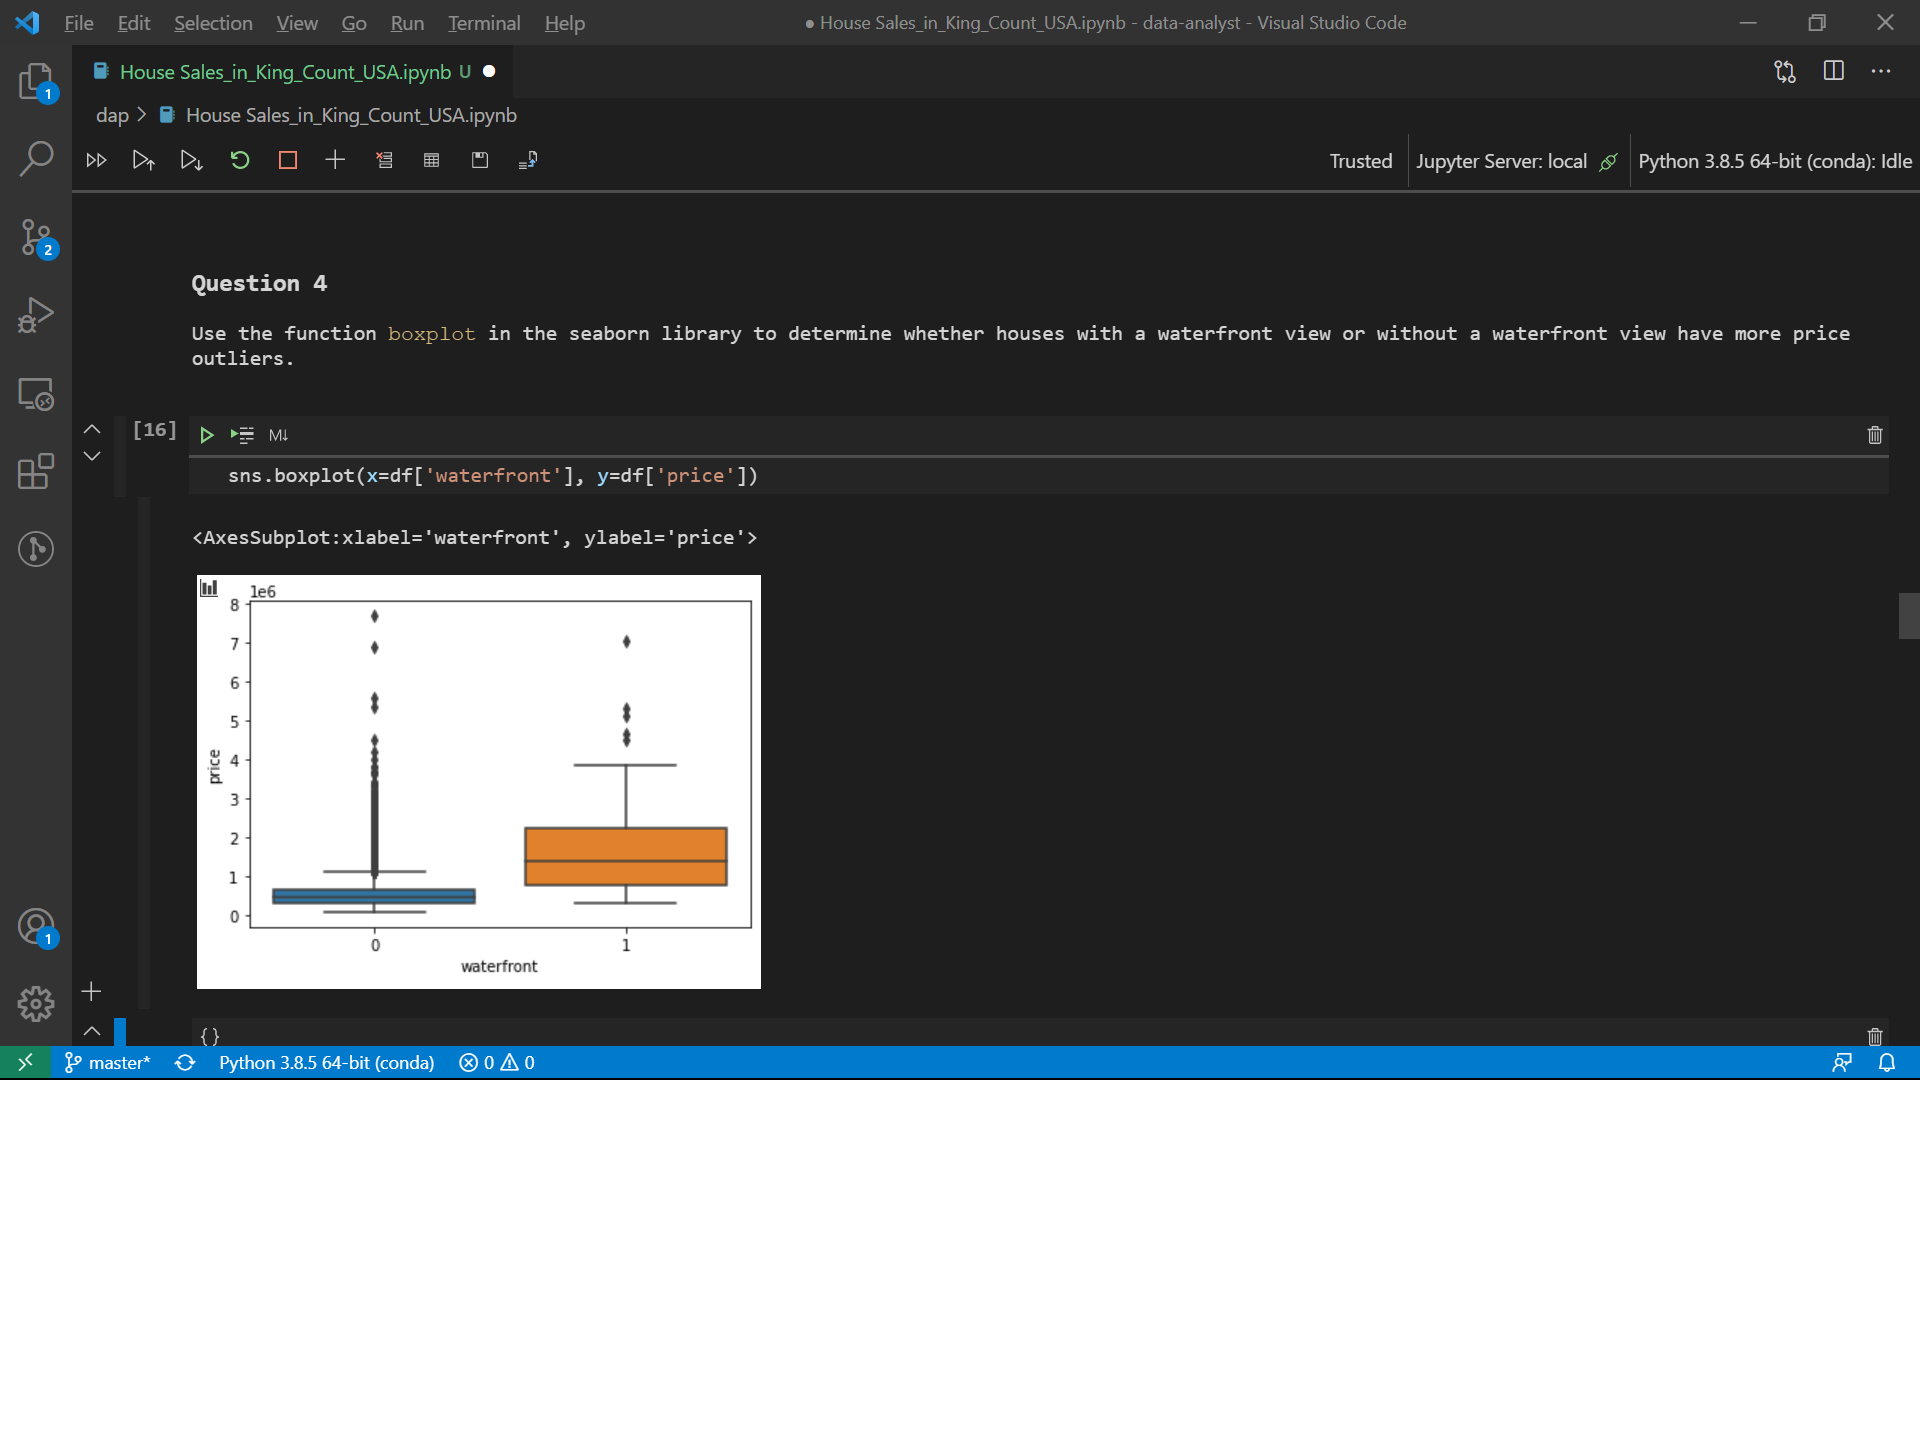 File Edit Selection View Go Run Terminal Help
● House Sales_in_King_Count_USA.ipynb - data-analyst - Visual Studio Code
House Sales_in_King_Count_USA.ipynb U
1
dap > House Sales_in_King_Count_USA.ipynb
Trusted
Jupyter Server: local
Python 3.8.5 64-bit (conda): Idle
2
Question 4
Use the function boxplot in the seaborn library to determine whether houses with a waterfront view or without a waterfront view have more price
outliers.
[16]
M↓
sns.boxplot(x=df['waterfront'], y=df['price'])
<AxesSubplot:xlabel='waterfront', ylabel='price'>
1e6
8
7
6
5
4
3
2
1
0
price
0 1
waterfront
1
{}
master*
Python 3.8.5 64-bit (conda)
0 0